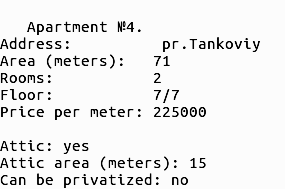 Apartment №4.
Address: pr.Tankoviy
Area (meters): 71
Rooms: 2
Floor: 7/7
Price per meter: 225000
Attic: yes
Attic area (meters): 15
Can be privatized: no